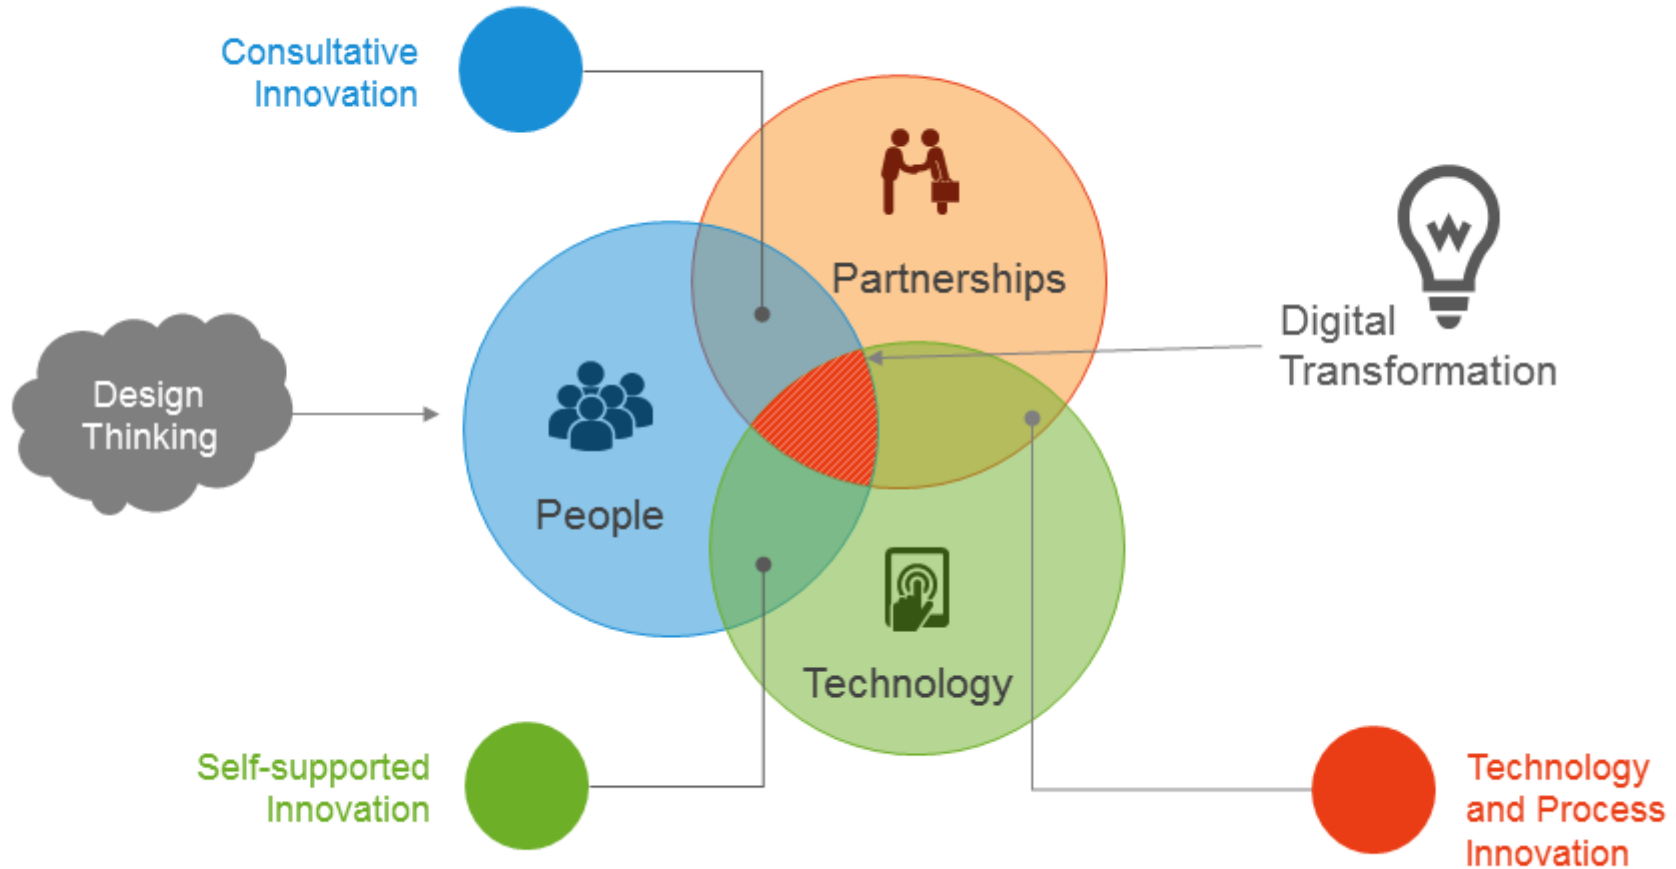 Consultative
Innovation
Partnerships
Digital
Transformation
Design
Thinking
People
Technology
Self-supported
Innovation
Technology
and Process
Innovation